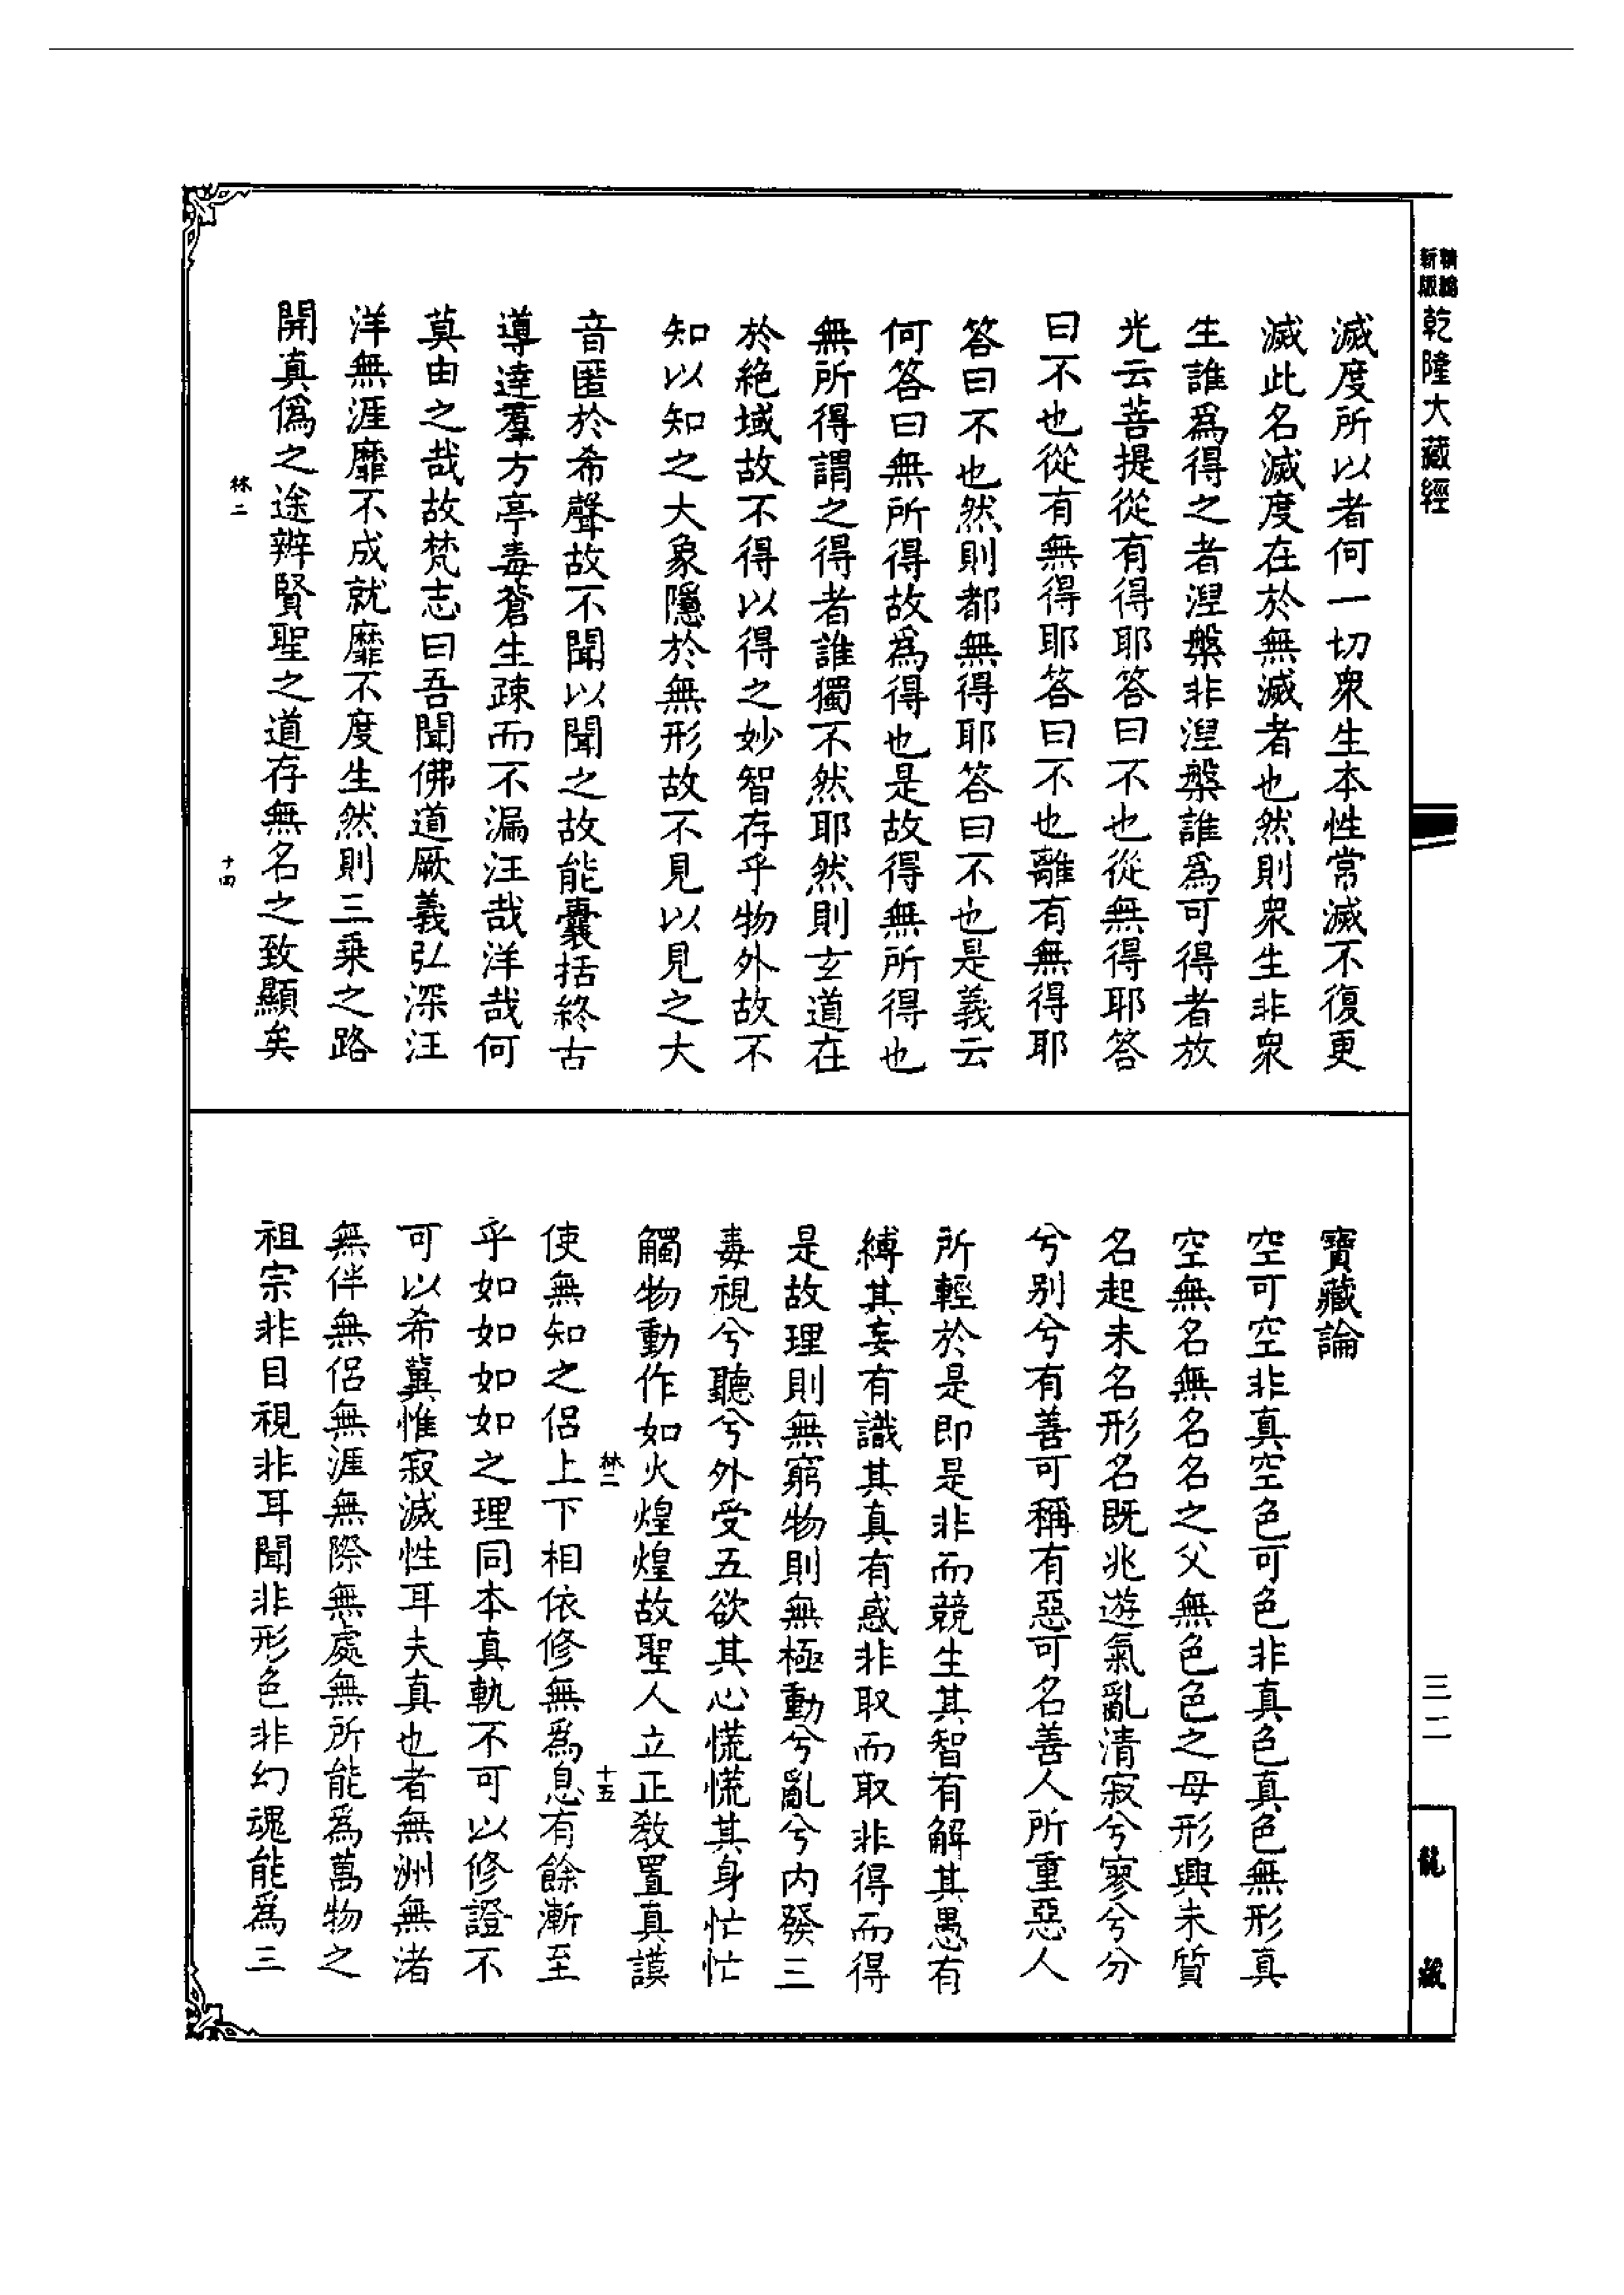 精編
新版
乾隆大藏經
滅度所以者何一切衆生本性常滅不復更
滅此名滅度在於無滅者也然則衆生非衆
生誰爲得之者涅槃非涅槃誰爲可得者放
光云菩提從有得耶答曰不也從無得耶答
曰不也從有無得耶答曰不也離有無得耶
答曰不也然則都無得耶答曰不也是義云
何答曰無所得故爲得也是故得無所得也
無所得謂之得者誰獨不然耶然則玄道在
於絕域故不得以得之妙智存乎物外故不
知以知之大象隱於無形故不見以見之大
音匿於希聲故不聞以聞之故能囊括終古
導達羣方亭毒蒼生疎而不漏汪哉洋哉何
莫由之哉故梵志曰吾聞佛道厥義弘深汪
洋無涯靡不成就靡不度生然則三乘之路
開真僞之途辨賢聖之道存無名之致顯矣
林二
十四
寶藏論
空可空非真空色可色非真色真色無形真
空無名無名名之父無色色之母形興未質
名起未名形名既兆遊氣亂清寂兮寥兮分
兮別兮有善可稱有惡可名善人所重惡人
所輕於是即是非而競生其智有解其愚有
縛其妄有識其真有惑非取而取非得而得
是故理則無窮物則無極動兮亂兮内發三
毒視兮聽兮外受五欲其心慌慌其身忙忙
觸物動作如火煌煌故聖人立正教置真謨
林二
十五
使無知之侶上下相依修無爲息有餘漸至
乎如如如如之理同本真軌不可以修證不
可以希冀惟寂滅性耳夫真也者無洲無渚
無伴無侶無涯無際無處無所能爲萬物之
祖宗非目視非耳聞非形色非幻魂能爲三
三二
龍藏